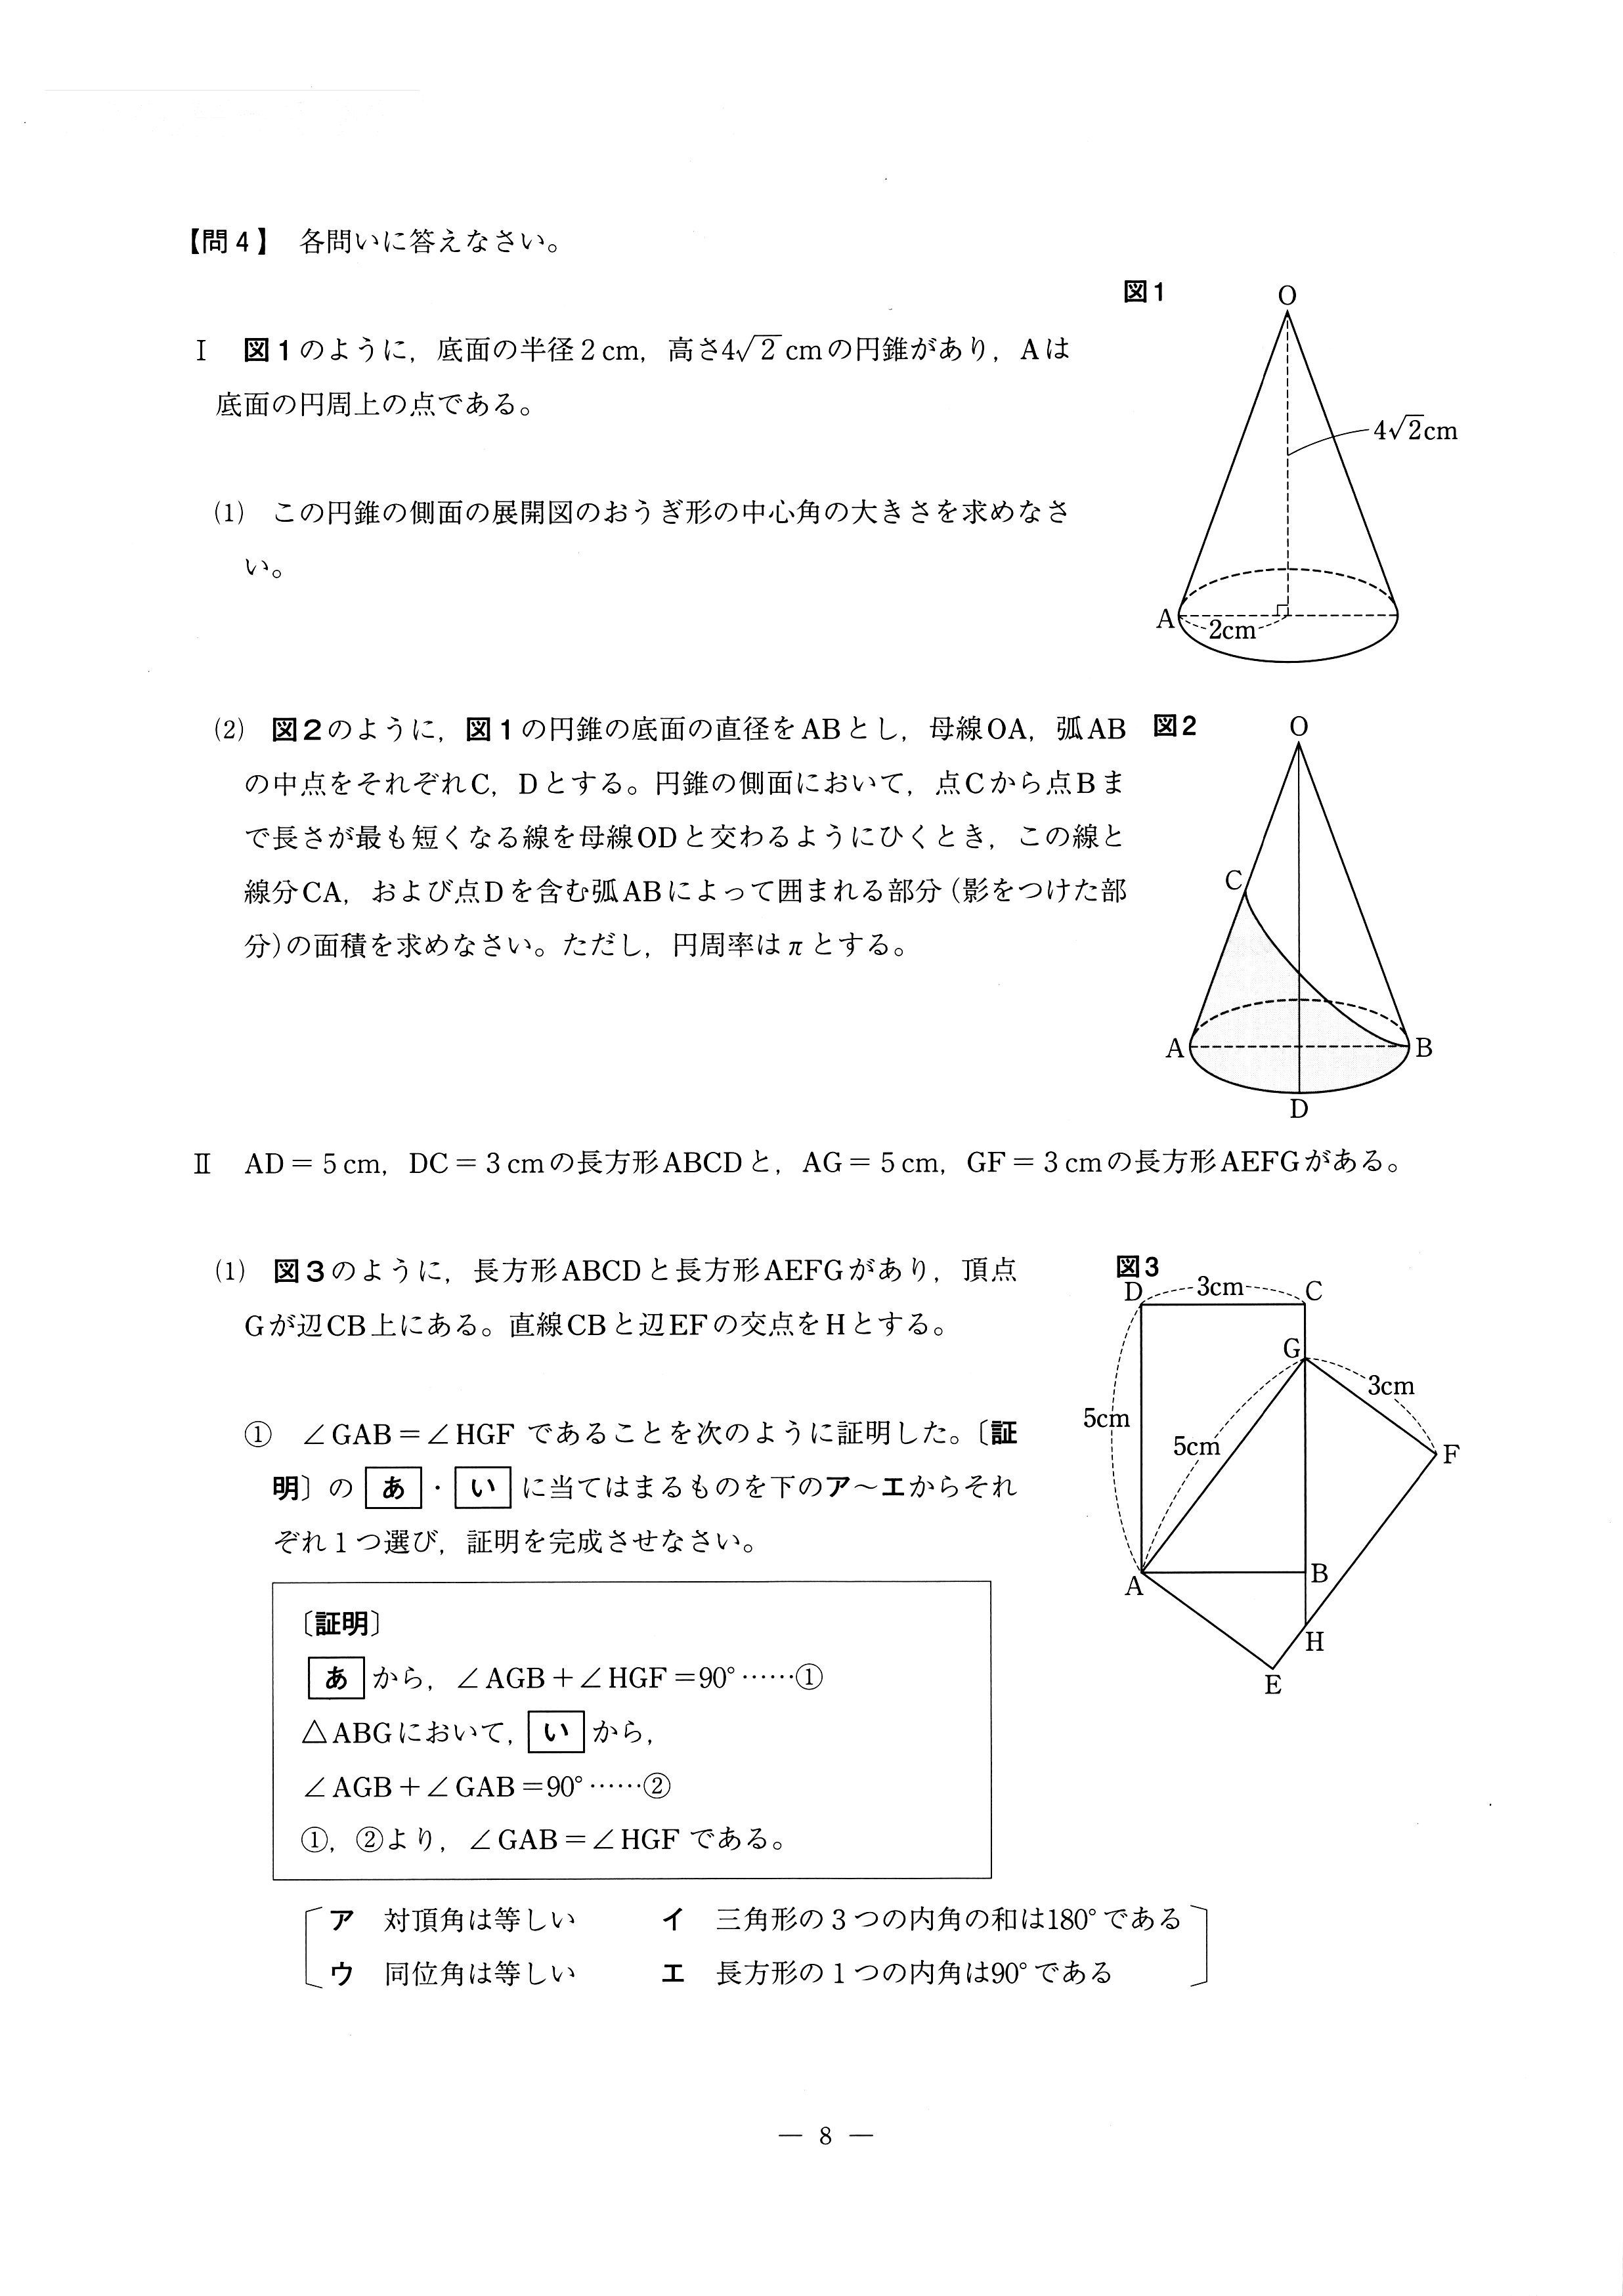 【問4】 各問いに答えなさい。
図1
O
Ⅰ 図1のように，底面の半径2cm，高さ4√2cmの円錐があり，Aは
底面の円周上の点である。
4√2cm
(1) この円錐の側面の展開図のおうぎ形の中心角の大きさを求めなさ
い。
A
2cm
(2) 図2のように，図1の円錐の底面の直径をABとし，母線OA，弧AB
の中点をそれぞれC，Dとする。円錐の側面において，点Cから点Bま
で長さが最も短くなる線を母線ODと交わるようにひくとき，この線と
線分CA，および点Dを含む弧ABによって囲まれる部分（影をつけた部
分）の面積を求めなさい。ただし，円周率はπとする。
図2
O
C
A
B
D
Ⅱ AD＝5cm，DC＝3cmの長方形ABCDと，AG＝5cm，GF＝3cmの長方形AEFGがある。
(1) 図3のように，長方形ABCDと長方形AEFGがあり，頂点
Gが辺CB上にある。直線CBと辺EFの交点をHとする。
図3
D
3cm
C
G
3cm
5cm
5cm
F
A
B
H
E
① ∠GAB＝∠HGF であることを次のように証明した。〔証
明〕の あ ・ い に当てはまるものを下のア～エからそれ
ぞれ1つ選び，証明を完成させなさい。
〔証明〕
あ から，∠AGB＋∠HGF＝90°……①
△ABGにおいて， い から，
∠AGB＋∠GAB＝90°……②
①，②より，∠GAB＝∠HGF である。
ア 対頂角は等しい イ 三角形の3つの内角の和は180°である
ウ 同位角は等しい エ 長方形の1つの内角は90°である
― 8 ―